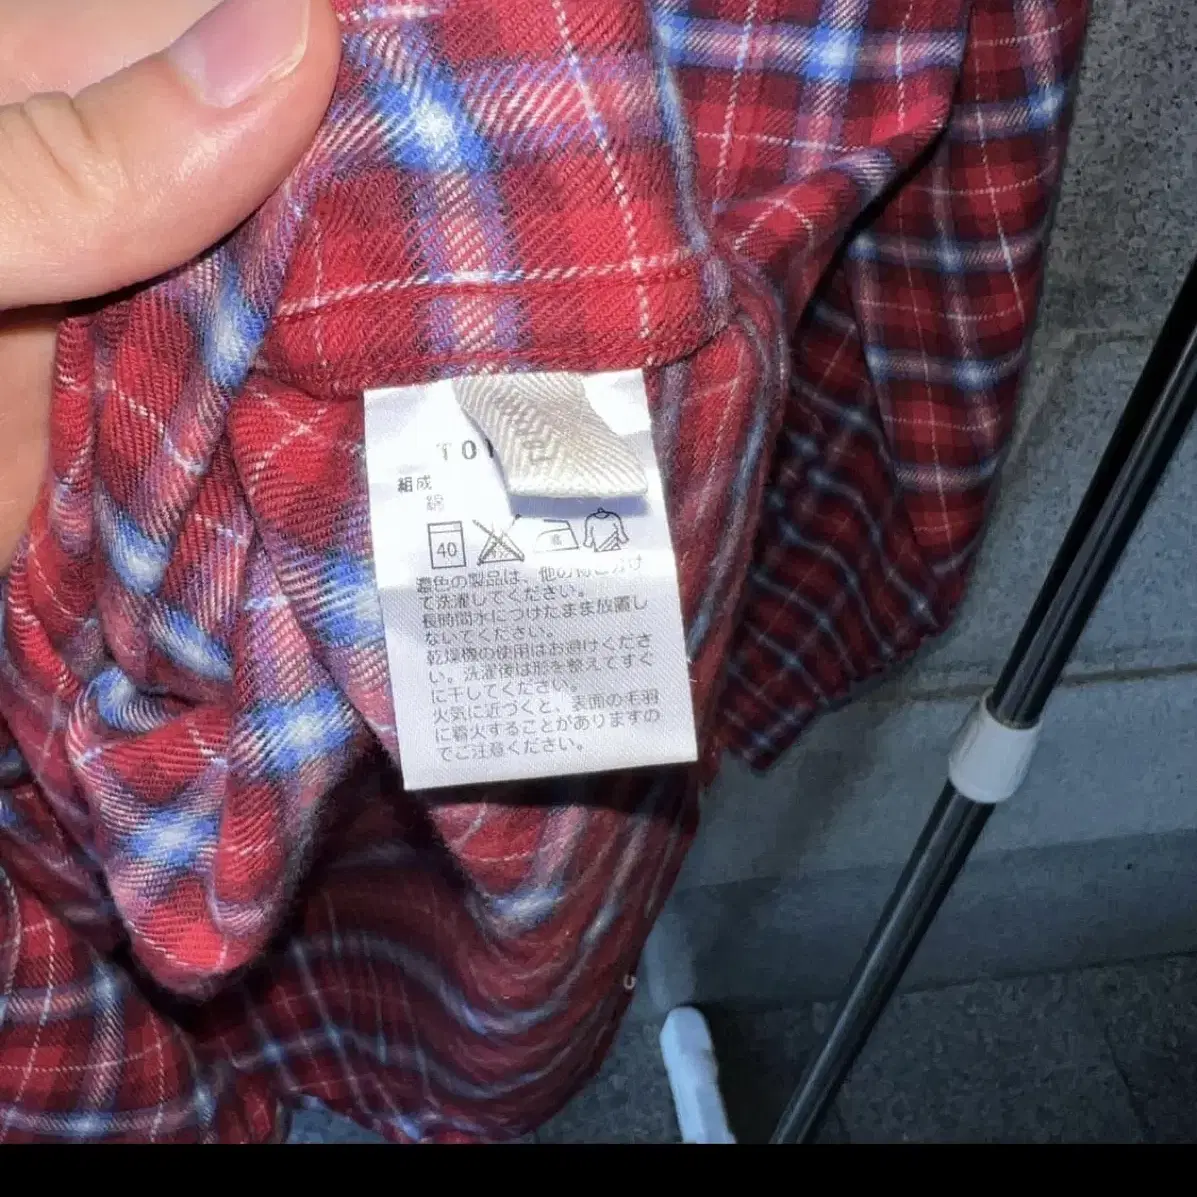 組成
綿
40
濃色の製品は、他の物と分け
て洗濯してください。
長時間水につけたまま放置し
ないでください。
乾燥機の使用はお避けくださ
い。洗濯後は形を整えてすぐ
に干してください。
火気に近づくと、表面の毛羽
に着火することがありますの
でご注意ください。